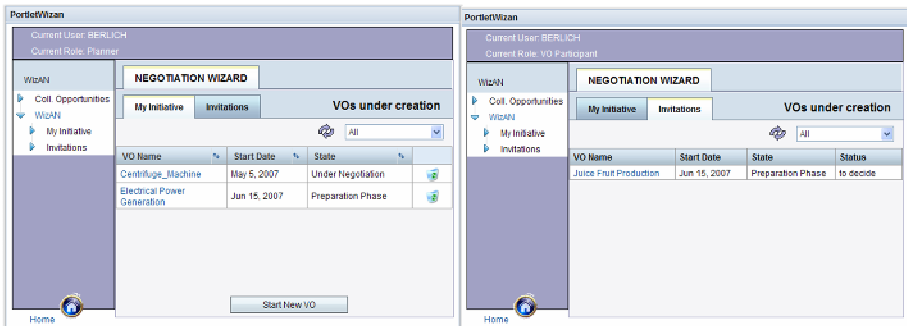 PortletWizan
Current User: BERLICH
Current Role: Planner
WizAN
Coll. Opportunities
WizAN
My Initiative
Invitations
Home
NEGOTIATION WIZARD
My Initiative Invitations VOs under creation
All
VO Name Start Date State
Centrifuge_Machine May 5, 2007 Under Negotiation
Electrical Power
Generation Jun 15, 2007 Preparation Phase
Start New VO
PortletWizan
Current User: BERLICH
Current Role: VO Participant
WizAN
Coll. Opportunities
WizAN
My Initiative
Invitations
Home
NEGOTIATION WIZARD
My Initiative Invitations VOs under creation
All
VO Name Start Date State Status
Juice Fruit Production Jun 15, 2007 Preparation Phase to decide